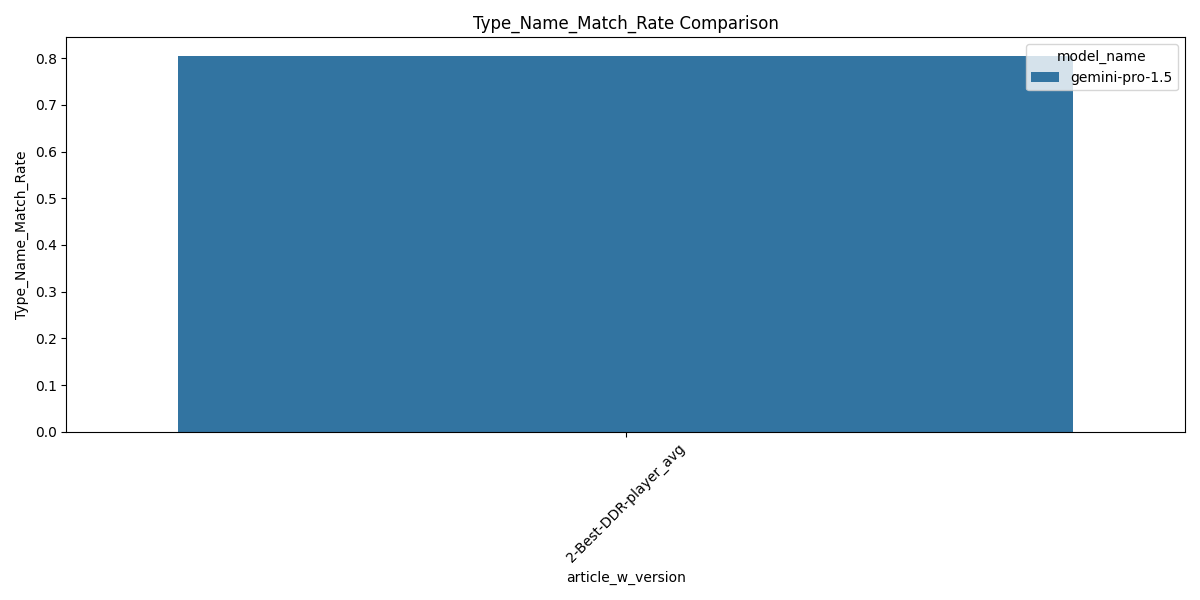 Type_Name_Match_Rate Comparison
model_name
gemini-pro-1.5
Type_Name_Match_Rate
0.8
0.7
0.6
0.5
0.4
0.3
0.2
0.1
0.0
2-Best-DDR-player_avg
article_w_version